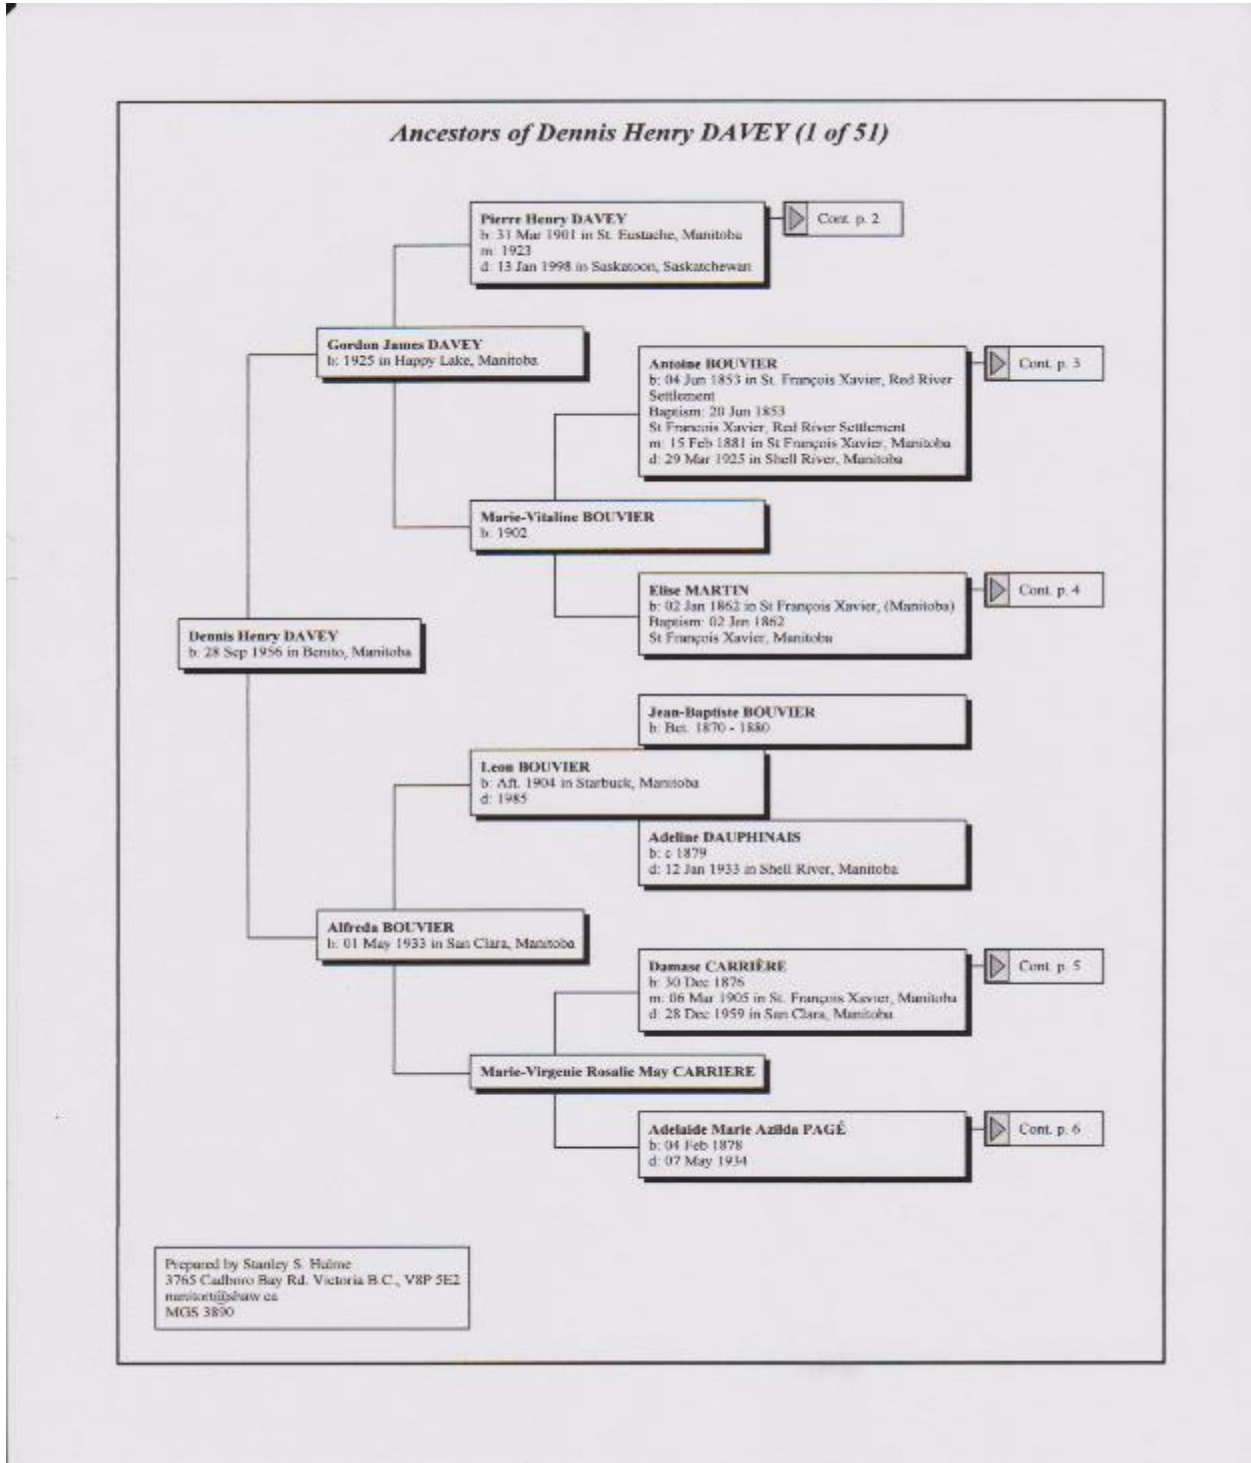 Ancestors of Dennis Henry DAVEY (1 of 51)
Pierre Henry DAVEY
b: 31 Mar 1901 in St. Eustache, Manitoba
m: 1923
d: 13 Jan 1998 in Saskatoon, Saskatchewan
Cont. p. 2
Gordon James DAVEY
b: 1925 in Happy Lake, Manitoba
Antoine BOUVIER
b: 04 Jun 1853 in St. François Xavier, Red River
Settlement
Baptism: 20 Jun 1853
St François Xavier, Red River Settlement
m: 15 Feb 1881 in St François Xavier, Manitoba
d: 29 Mar 1925 in Shell River, Manitoba
Cont. p. 3
Marie-Vitaline BOUVIER
b: 1902
Elise MARTIN
b: 02 Jan 1862 in St François Xavier, (Manitoba)
Baptism: 02 Jan 1862
St François Xavier, Manitoba
Cont. p. 4
Dennis Henry DAVEY
b: 28 Sep 1956 in Benito, Manitoba
Jean-Baptiste BOUVIER
b: Bet. 1870 - 1880
Leon BOUVIER
b: Aft. 1904 in Starbuck, Manitoba
d: 1985
Adeline DAUPHINAIS
b: c 1879
d: 12 Jan 1933 in Shell River, Manitoba
Alfreda BOUVIER
b: 01 May 1933 in San Clara, Manitoba
Damase CARRIÈRE
b: 30 Dec 1876
m: 06 Mar 1905 in St. François Xavier, Manitoba
d: 28 Dec 1959 in San Clara, Manitoba
Cont. p. 5
Marie-Virgenie Rosalie May CARRIERE
Adelaide Marie Azilda PAGÉ
b: 04 Feb 1878
d: 07 May 1934
Cont. p. 6
Prepared by Stanley S. Hulme
3765 Cadboro Bay Rd. Victoria B.C., V8P 5E2
MGS 3890